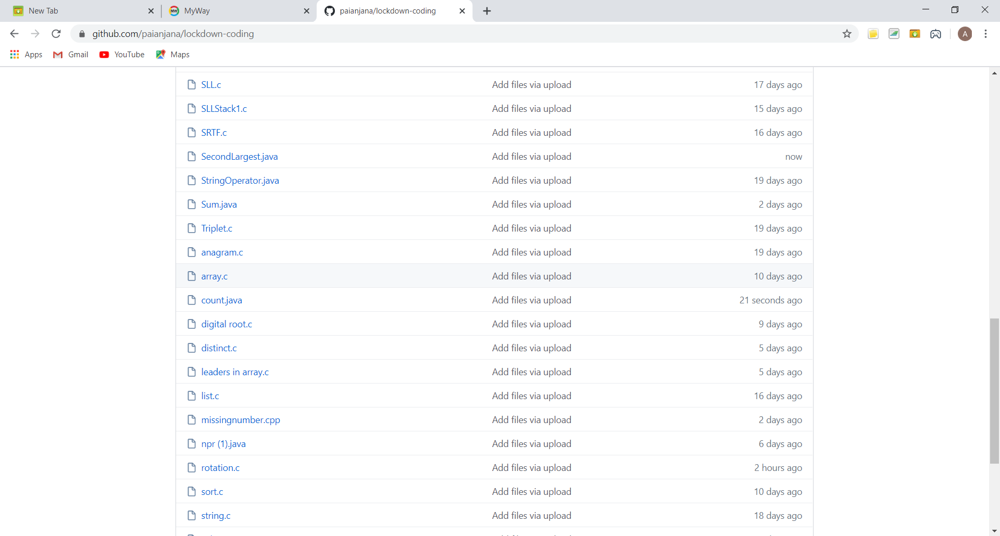 New Tab
MyWay
paianjana/lockdown-coding
github.com/paianjana/lockdown-coding
A
Apps
Gmail
YouTube
Maps
SLL.c Add files via upload 17 days ago
SLLStack1.c Add files via upload 15 days ago
SRTF.c Add files via upload 16 days ago
SecondLargest.java Add files via upload now
StringOperator.java Add files via upload 19 days ago
Sum.java Add files via upload 2 days ago
Triplet.c Add files via upload 19 days ago
anagram.c Add files via upload 19 days ago
array.c Add files via upload 10 days ago
count.java Add files via upload 21 seconds ago
digital root.c Add files via upload 9 days ago
distinct.c Add files via upload 5 days ago
leaders in array.c Add files via upload 5 days ago
list.c Add files via upload 16 days ago
missingnumber.cpp Add files via upload 2 days ago
npr (1).java Add files via upload 6 days ago
rotation.c Add files via upload 2 hours ago
sort.c Add files via upload 10 days ago
string.c Add files via upload 18 days ago